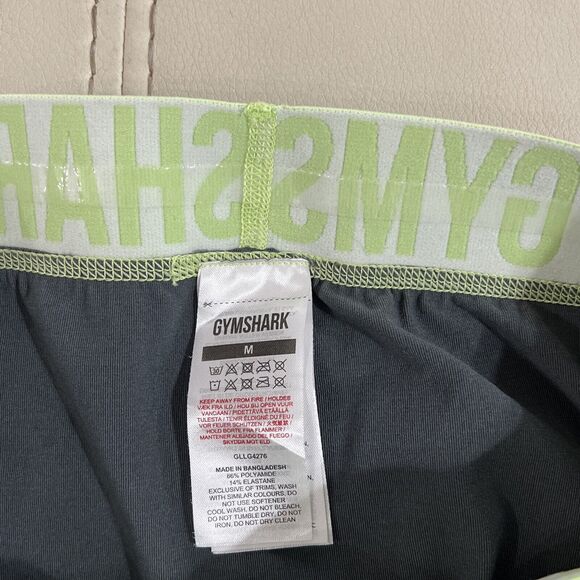 GYMSSHAR
GYMSHARK
M
KEEP AWAY FROM FIRE / HOLDES
VÆK FRA ILD / HOU BIJ OPEN VUUR
VANDAAN / PIDETTÄVÄ ETÄÄLLÄ
TULESTA / TENIR ÉLOIGNÉ DU FEU /
VOR FEUER SCHÜTZEN / 火気厳禁 /
HOLD BORTE FRA FLAMMER /
MANTENER ALEJADO DEL FUEGO /
SKYDDA MOT ELD
GLLG4276
MADE IN BANGLADESH
86% POLYAMIDE
14% ELASTANE
EXCLUSIVE OF TRIMS, WASH
WITH SIMILAR COLOURS. DO
NOT USE SOFTENER
COOL WASH, DO NOT BLEACH,
DO NOT TUMBLE DRY, DO NOT
IRON, DO NOT DRY CLEAN